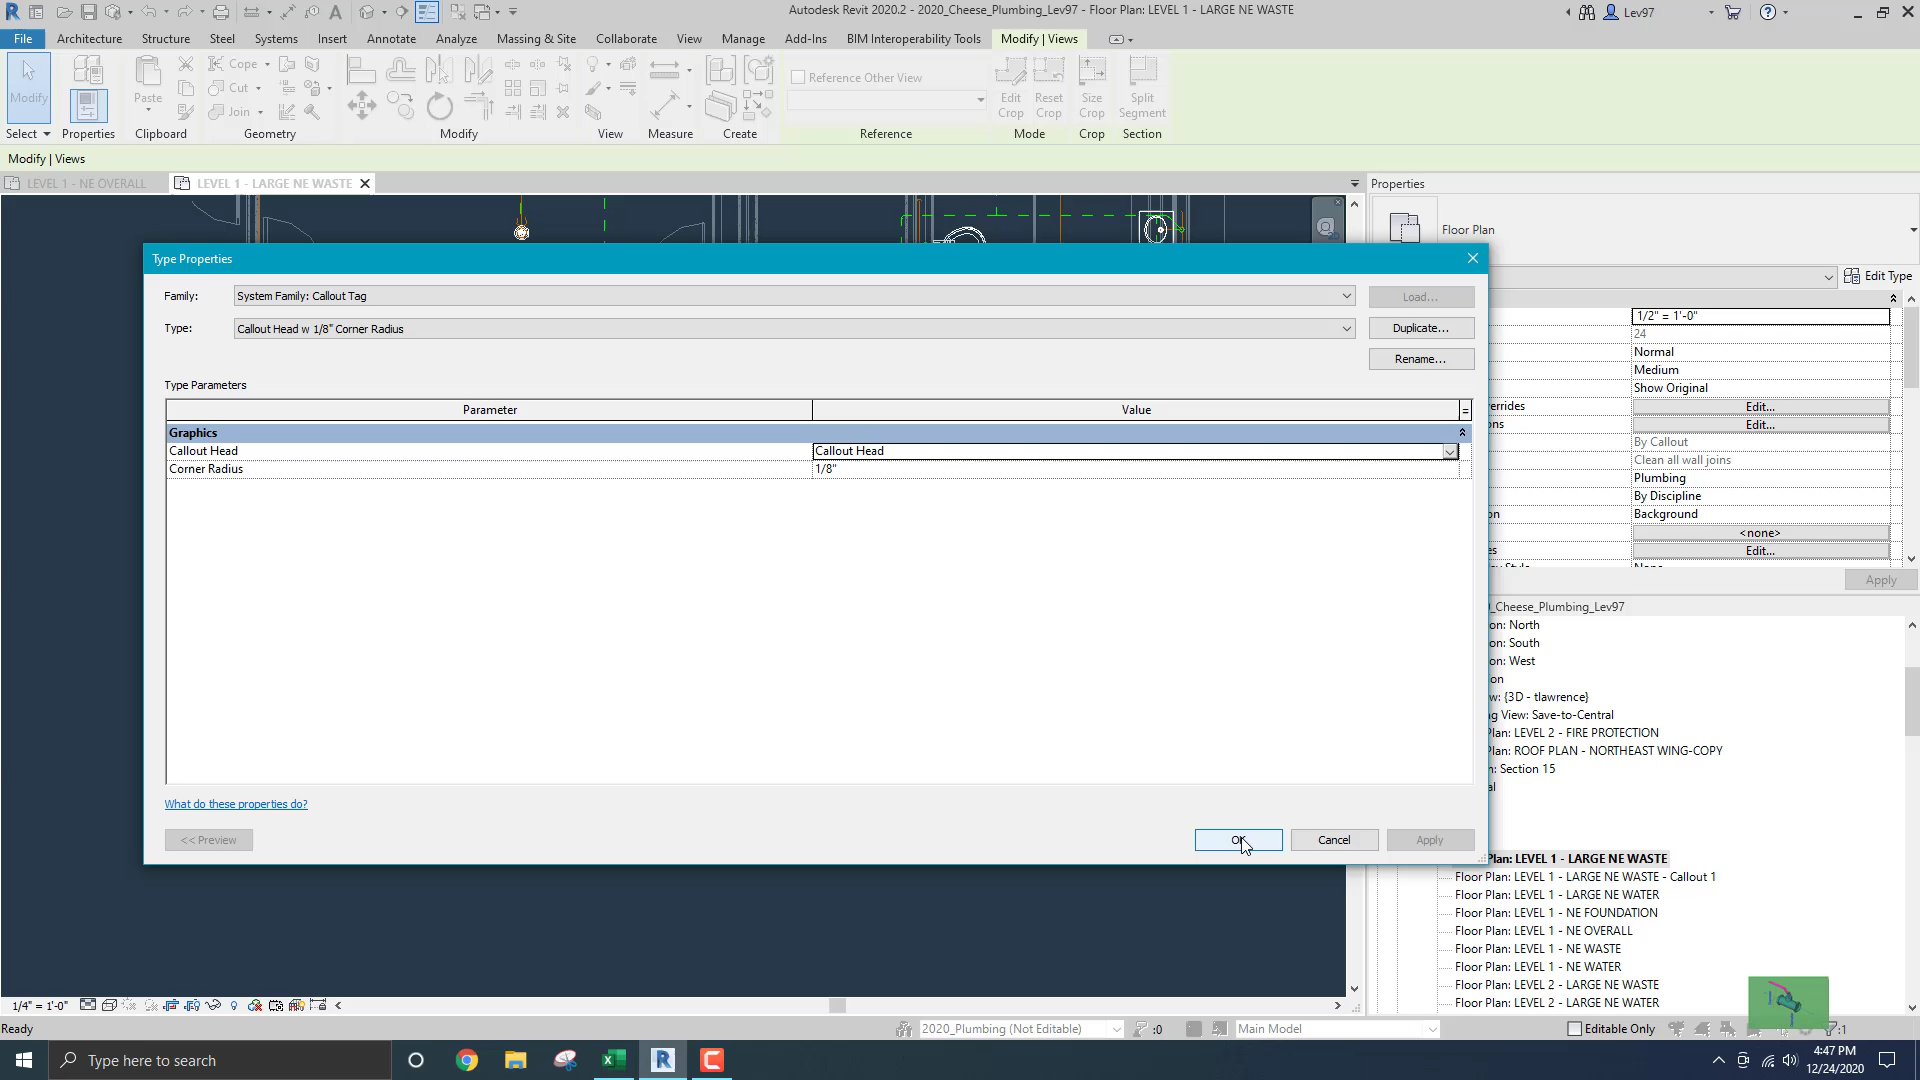 Autodesk Revit 2020.2 - 2020_Cheese_Plumbing_Lev97 - Floor Plan: LEVEL 1 - LARGE NE WASTE
Lev97
File Architecture Structure Steel Systems Insert Annotate Analyze Massing & Site Collaborate View Manage Add-Ins BIM Interoperability Tools Modify | Views
Modify
Paste
Cope
Cut
Join
Reference Other View
Edit Crop
Reset Crop
Size Crop
Split Segment
Select Properties Clipboard Geometry Modify View Measure Create Reference Mode Crop Section
Modify | Views
LEVEL 1 - NE OVERALL
LEVEL 1 - LARGE NE WASTE
Properties
Floor Plan
Edit Type
Type Properties
Family: System Family: Callout Tag Load...
Type: Callout Head w 1/8" Corner Radius Duplicate...
Rename...
Type Parameters
Parameter Value =
Graphics
Callout Head Callout Head
Corner Radius 1/8"
What do these properties do?
<< Preview OK Cancel Apply
1/2" = 1'-0"
24
Normal
Medium
Show Original
verrides Edit...
ons Edit...
By Callout
Clean all wall joins
Plumbing
By Discipline
on Background
<none>
es Edit...
Apply
_Cheese_Plumbing_Lev97
on: North
on: South
on: West
on
w: {3D - tlawrence}
ng View: Save-to-Central
Plan: LEVEL 2 - FIRE PROTECTION
Plan: ROOF PLAN - NORTHEAST WING-COPY
n: Section 15
al
Plan: LEVEL 1 - LARGE NE WASTE
Floor Plan: LEVEL 1 - LARGE NE WASTE - Callout 1
Floor Plan: LEVEL 1 - LARGE NE WATER
Floor Plan: LEVEL 1 - NE FOUNDATION
Floor Plan: LEVEL 1 - NE OVERALL
Floor Plan: LEVEL 1 - NE WASTE
Floor Plan: LEVEL 1 - NE WATER
Floor Plan: LEVEL 2 - LARGE NE WASTE
Floor Plan: LEVEL 2 - LARGE NE WATER
1/4" = 1'-0"
Ready 2020_Plumbing (Not Editable) :0 Main Model Editable Only :1
Type here to search
4:47 PM
12/24/2020